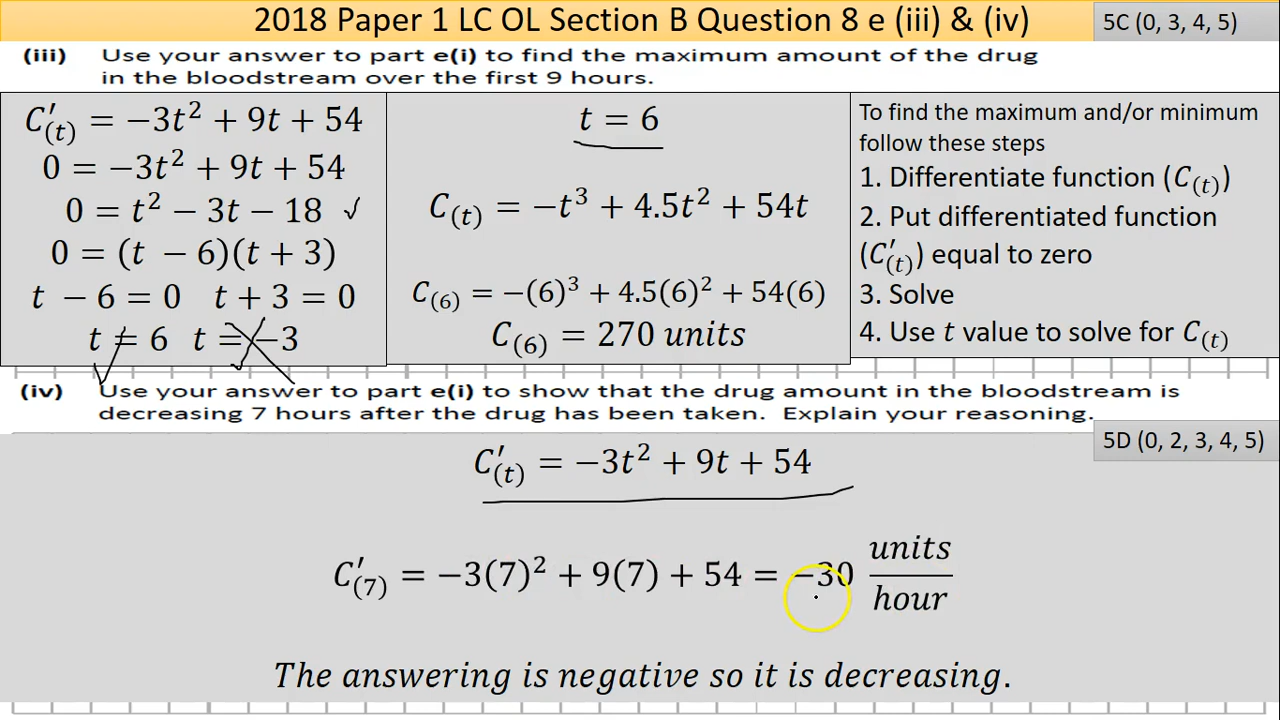 2018 Paper 1 LC OL Section B Question 8 e (iii) & (iv)
5C (0, 3, 4, 5)
(iii) Use your answer to part e(i) to find the maximum amount of the drug
in the bloodstream over the first 9 hours.
C′₍t₎ = −3t² + 9t + 54
0 = −3t² + 9t + 54
0 = t² − 3t − 18 ✓
0 = (t − 6)(t + 3)
t − 6 = 0 t + 3 = 0
t = 6 t = −3
t = 6
C₍t₎ = −t³ + 4.5t² + 54t
C₍₆₎ = −(6)³ + 4.5(6)² + 54(6)
C₍₆₎ = 270 units
To find the maximum and/or minimum
follow these steps
1. Differentiate function (C₍t₎)
2. Put differentiated function
(C′₍t₎) equal to zero
3. Solve
4. Use t value to solve for C₍t₎
(iv) Use your answer to part e(i) to show that the drug amount in the bloodstream is
decreasing 7 hours after the drug has been taken. Explain your reasoning.
5D (0, 2, 3, 4, 5)
C′₍t₎ = −3t² + 9t + 54
C′₍₇₎ = −3(7)² + 9(7) + 54 = −30 units/hour
The answering is negative so it is decreasing.